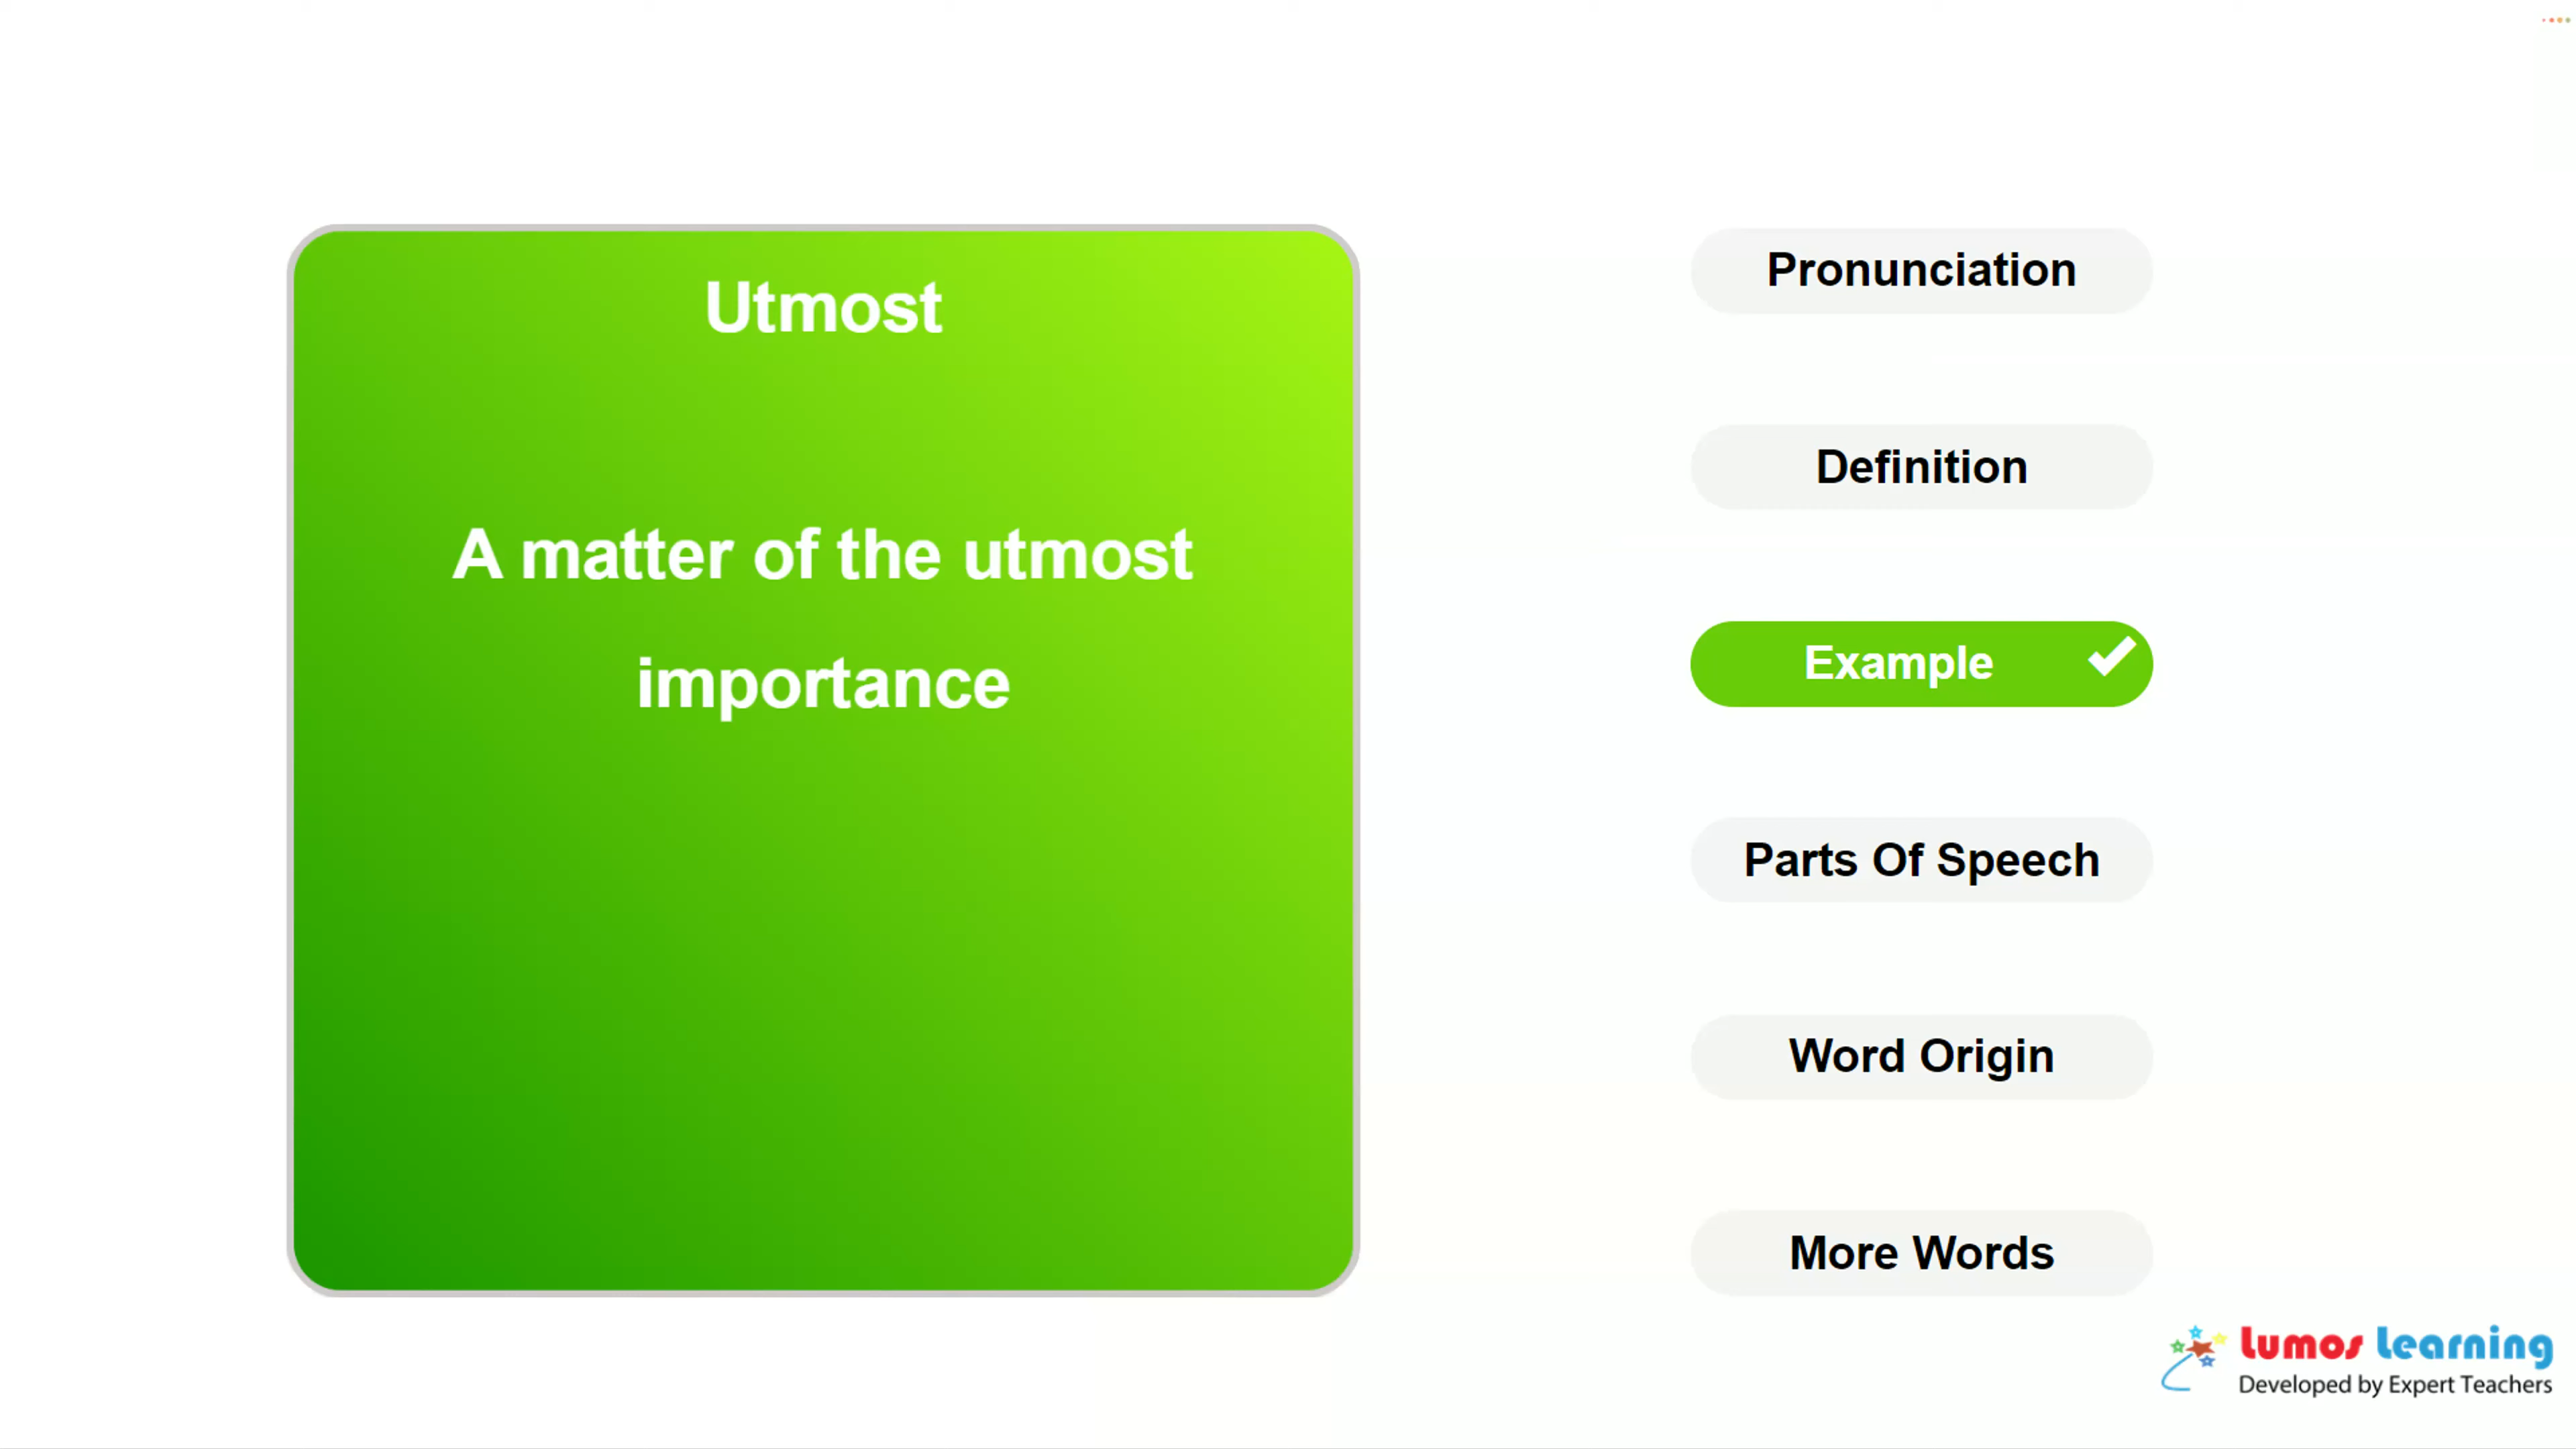 Utmost
A matter of the utmost
importance
Pronunciation
Definition
Example
Parts Of Speech
Word Origin
More Words
Lumos Learning
Developed by Expert Teachers